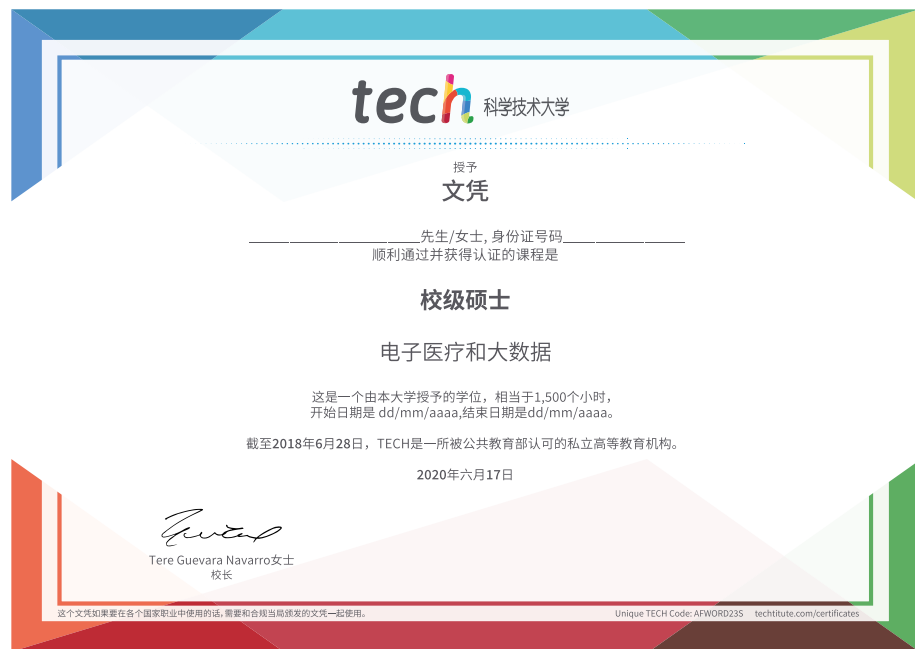 tech 科学技术大学
授予
文凭
先生/女士, 身份证号码
顺利通过并获得认证的课程是
校级硕士
电子医疗和大数据
这是一个由本大学授予的学位，相当于1,500个小时，
开始日期是 dd/mm/aaaa,结束日期是dd/mm/aaaa。
截至2018年6月28日，TECH是一所被公共教育部认可的私立高等教育机构。
2020年六月17日
Tere Guevara Navarro女士
校长
这个文凭如果要在各个国家职业中使用的话, 需要和合规当局颁发的文凭一起使用。
Unique TECH Code: AFWORD23S techtitute.com/certificates